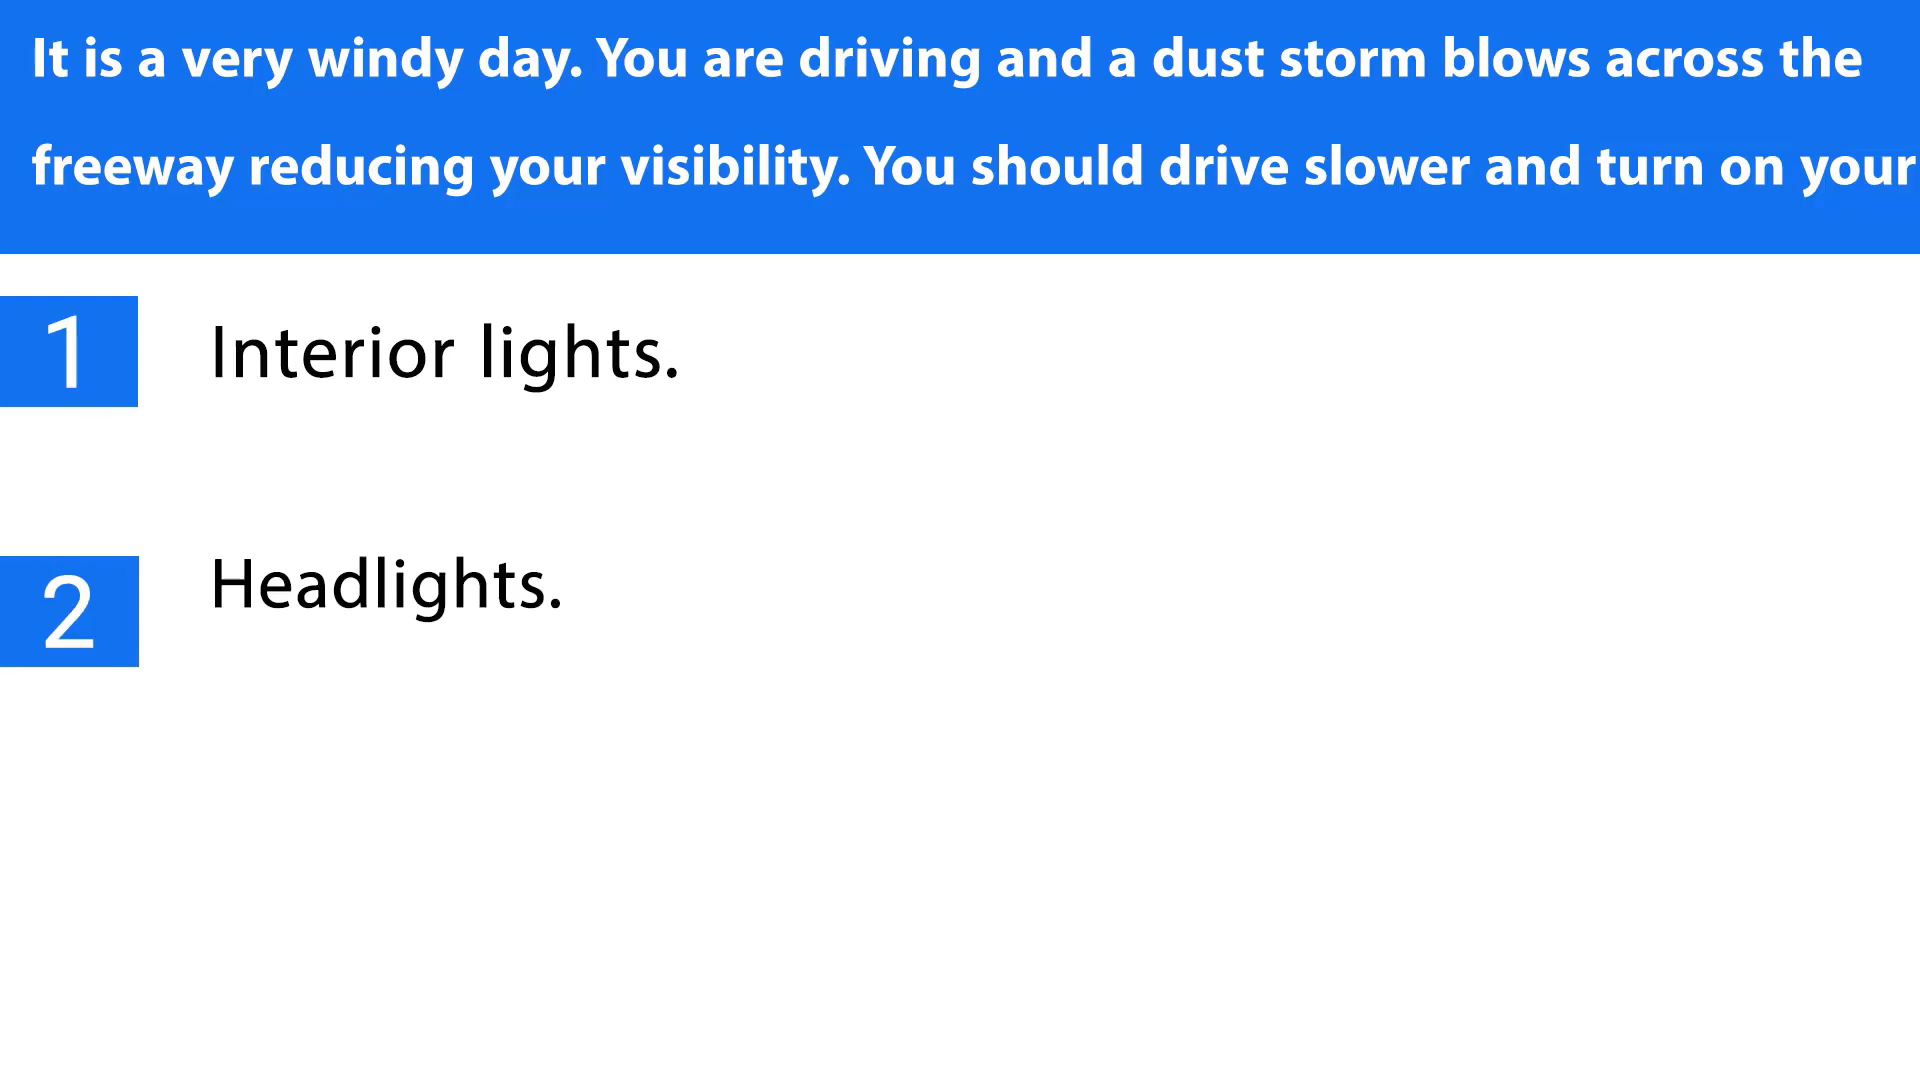 It is a very windy day. You are driving and a dust storm blows across the
freeway reducing your visibility. You should drive slower and turn on your
1 Interior lights.
2 Headlights.